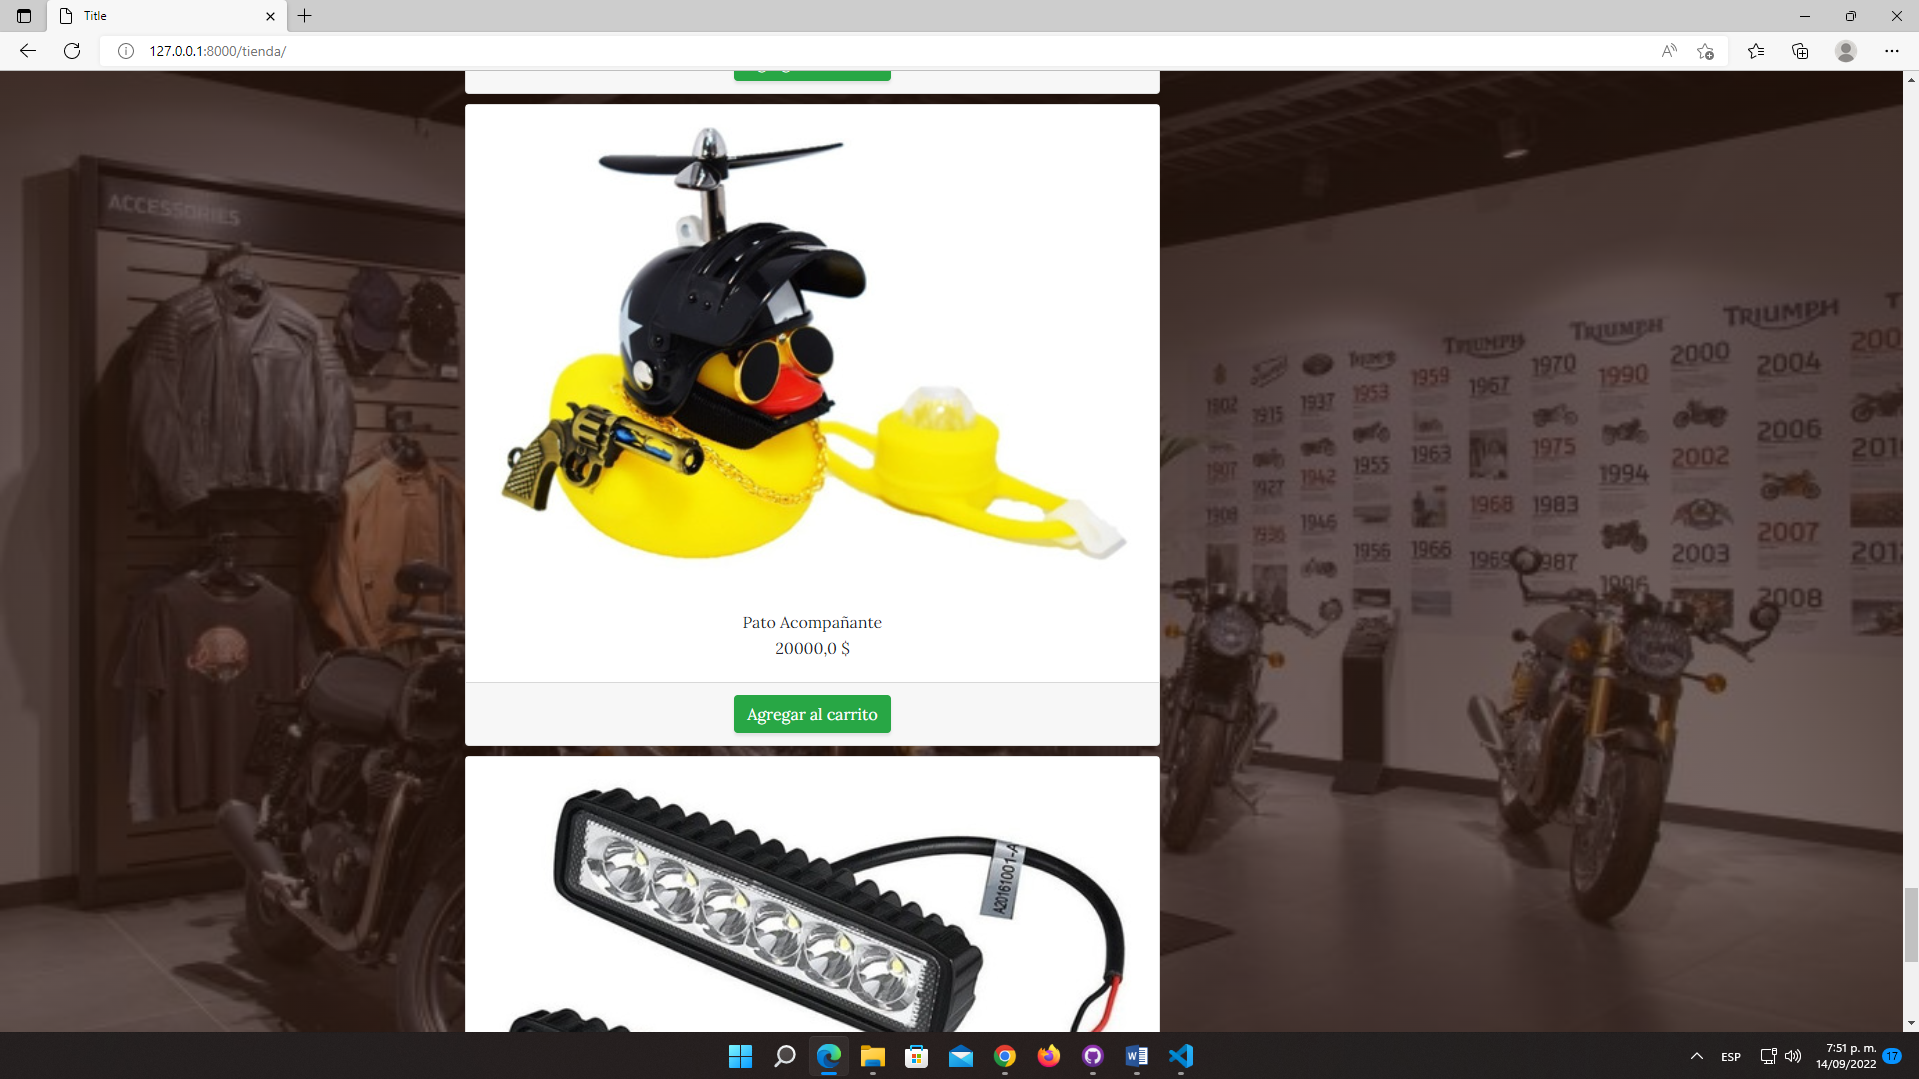 Title
127.0.0.1:8000/tienda/
ACCESSORIES
Pato Acompañante
20000,0 $
Agregar al carrito
A20161001-A
TRIUMPH
TRIUMPH
TRIUMPH
TRIUMPH
1902
1907
1908
1915
1927
1936
1937
1942
1946
1953
1955
1956
1959
1963
1966
1967
1968
1969
1970
1975
1983
1987
1990
1994
1996
2000
2002
2003
2004
2006
2007
2008
ESP
7:51 p. m.
14/09/2022
17